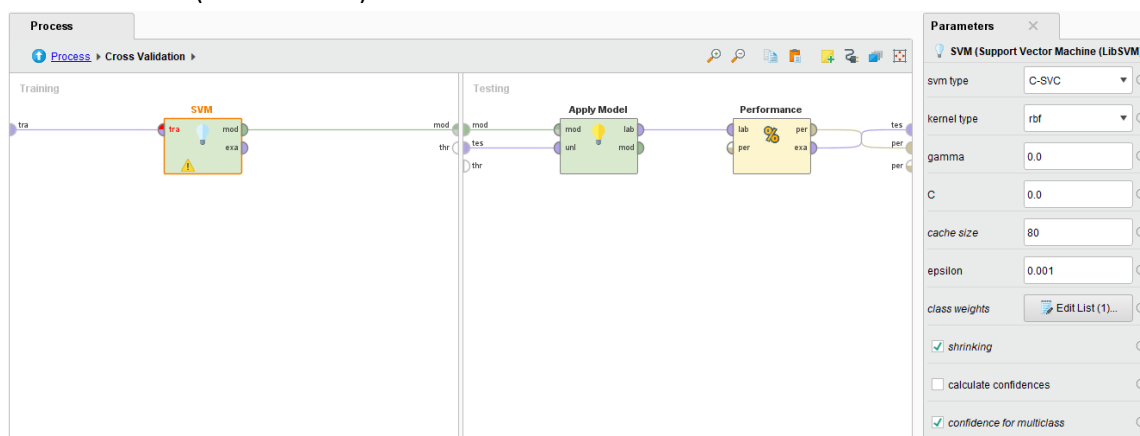 Process
Process ▸ Cross Validation ▸
Training
SVM
tra
tra
mod
exa
mod
thr
Testing
Apply Model
mod
tes
thr
mod
unl
lab
mod
Performance
lab
per
%
per
exa
tes
per
per
Parameters
SVM (Support Vector Machine (LibSVM)
svm type
C-SVC
kernel type
rbf
gamma
0.0
C
0.0
cache size
80
epsilon
0.001
class weights
Edit List (1)...
shrinking
calculate confidences
confidence for multiclass